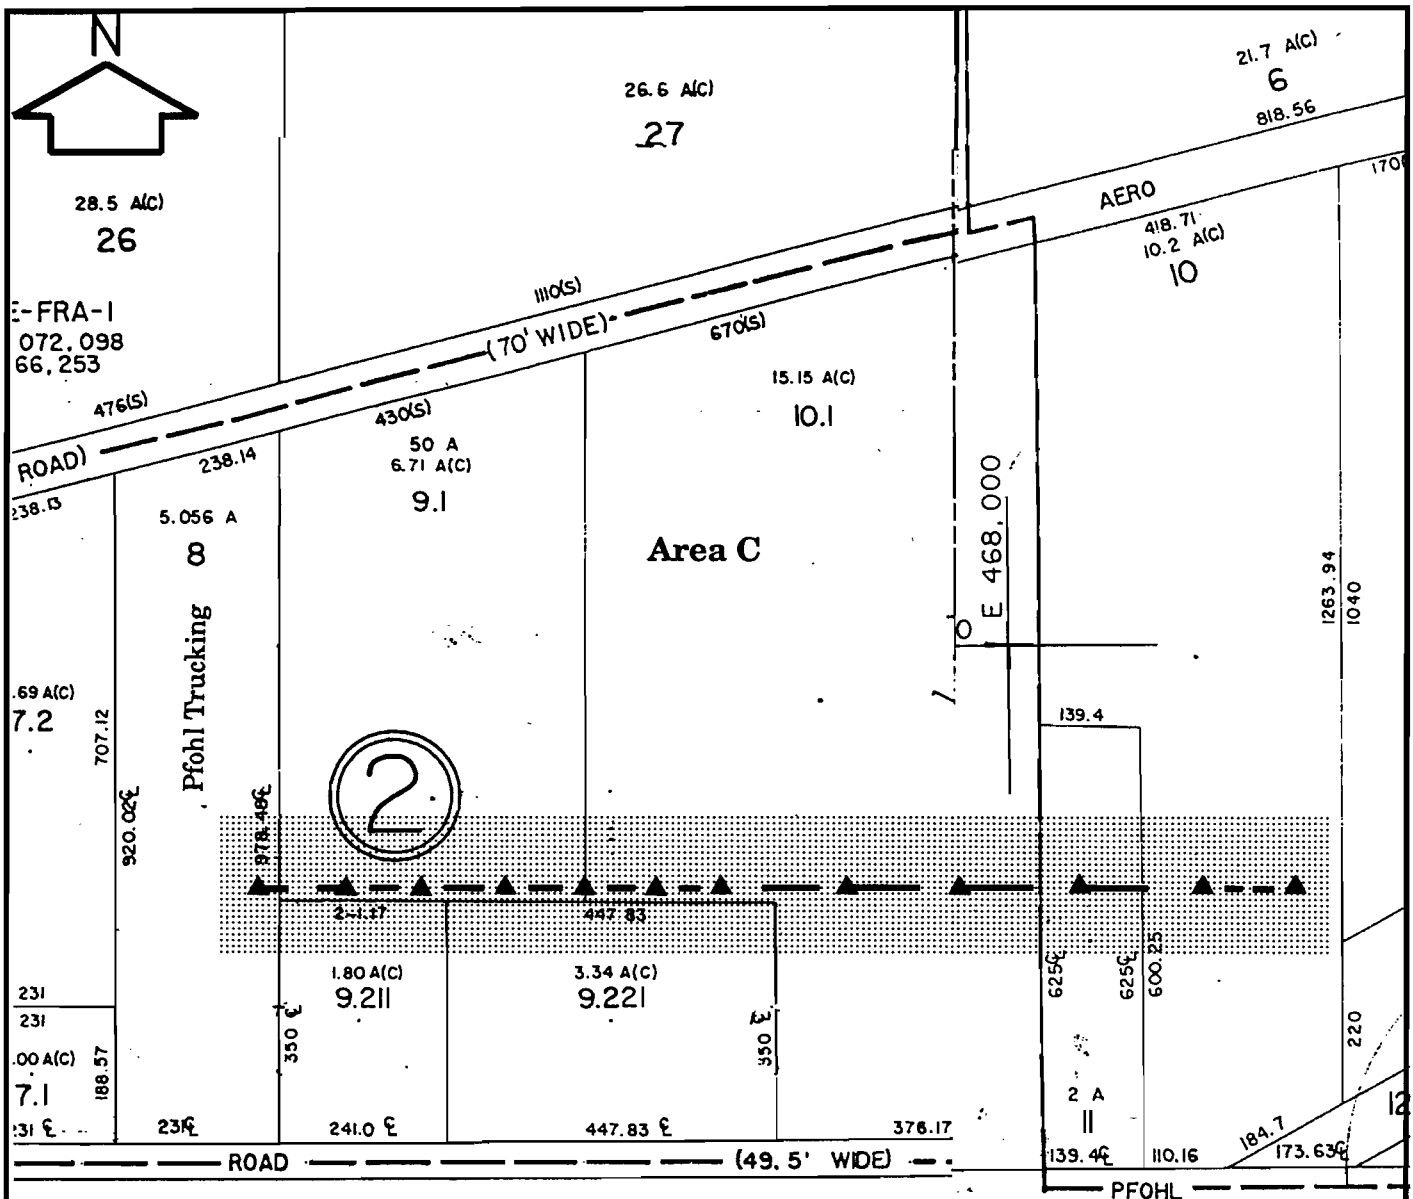 N
26.6 A(C)
27
21.7 A(C)
6
818.56
28.5 A(C)
26
AERO
418.71
10.2 A(C)
10
1110(S)
(70' WIDE)
670(S)
072.098
66,253
476(S)
430(S)
15.15 A(C)
10.1
ROAD)
238.14
50 A
6.71 A(C)
9.1
238.13
5.056 A
8
Area C
E 468,000
1263.94
1040
Pfohl Trucking
.69 A(C)
7.2
707.12
139.4
2
920.02 ℄
978.48 ℄
447.83
1.80 A(C)
9.211
3.34 A(C)
9.221
625 ℄
625 ℄
600.25
231
231
350 ℄
350 ℄
220
.00 A(C)
7.1
188.57
2 A
11
12
231 ℄
231 ℄
241.0 ℄
447.83 ℄
376.17
139.4 ℄
110.16
184.7
173.63 ℄
ROAD
(49.5' WIDE)
PFOHL